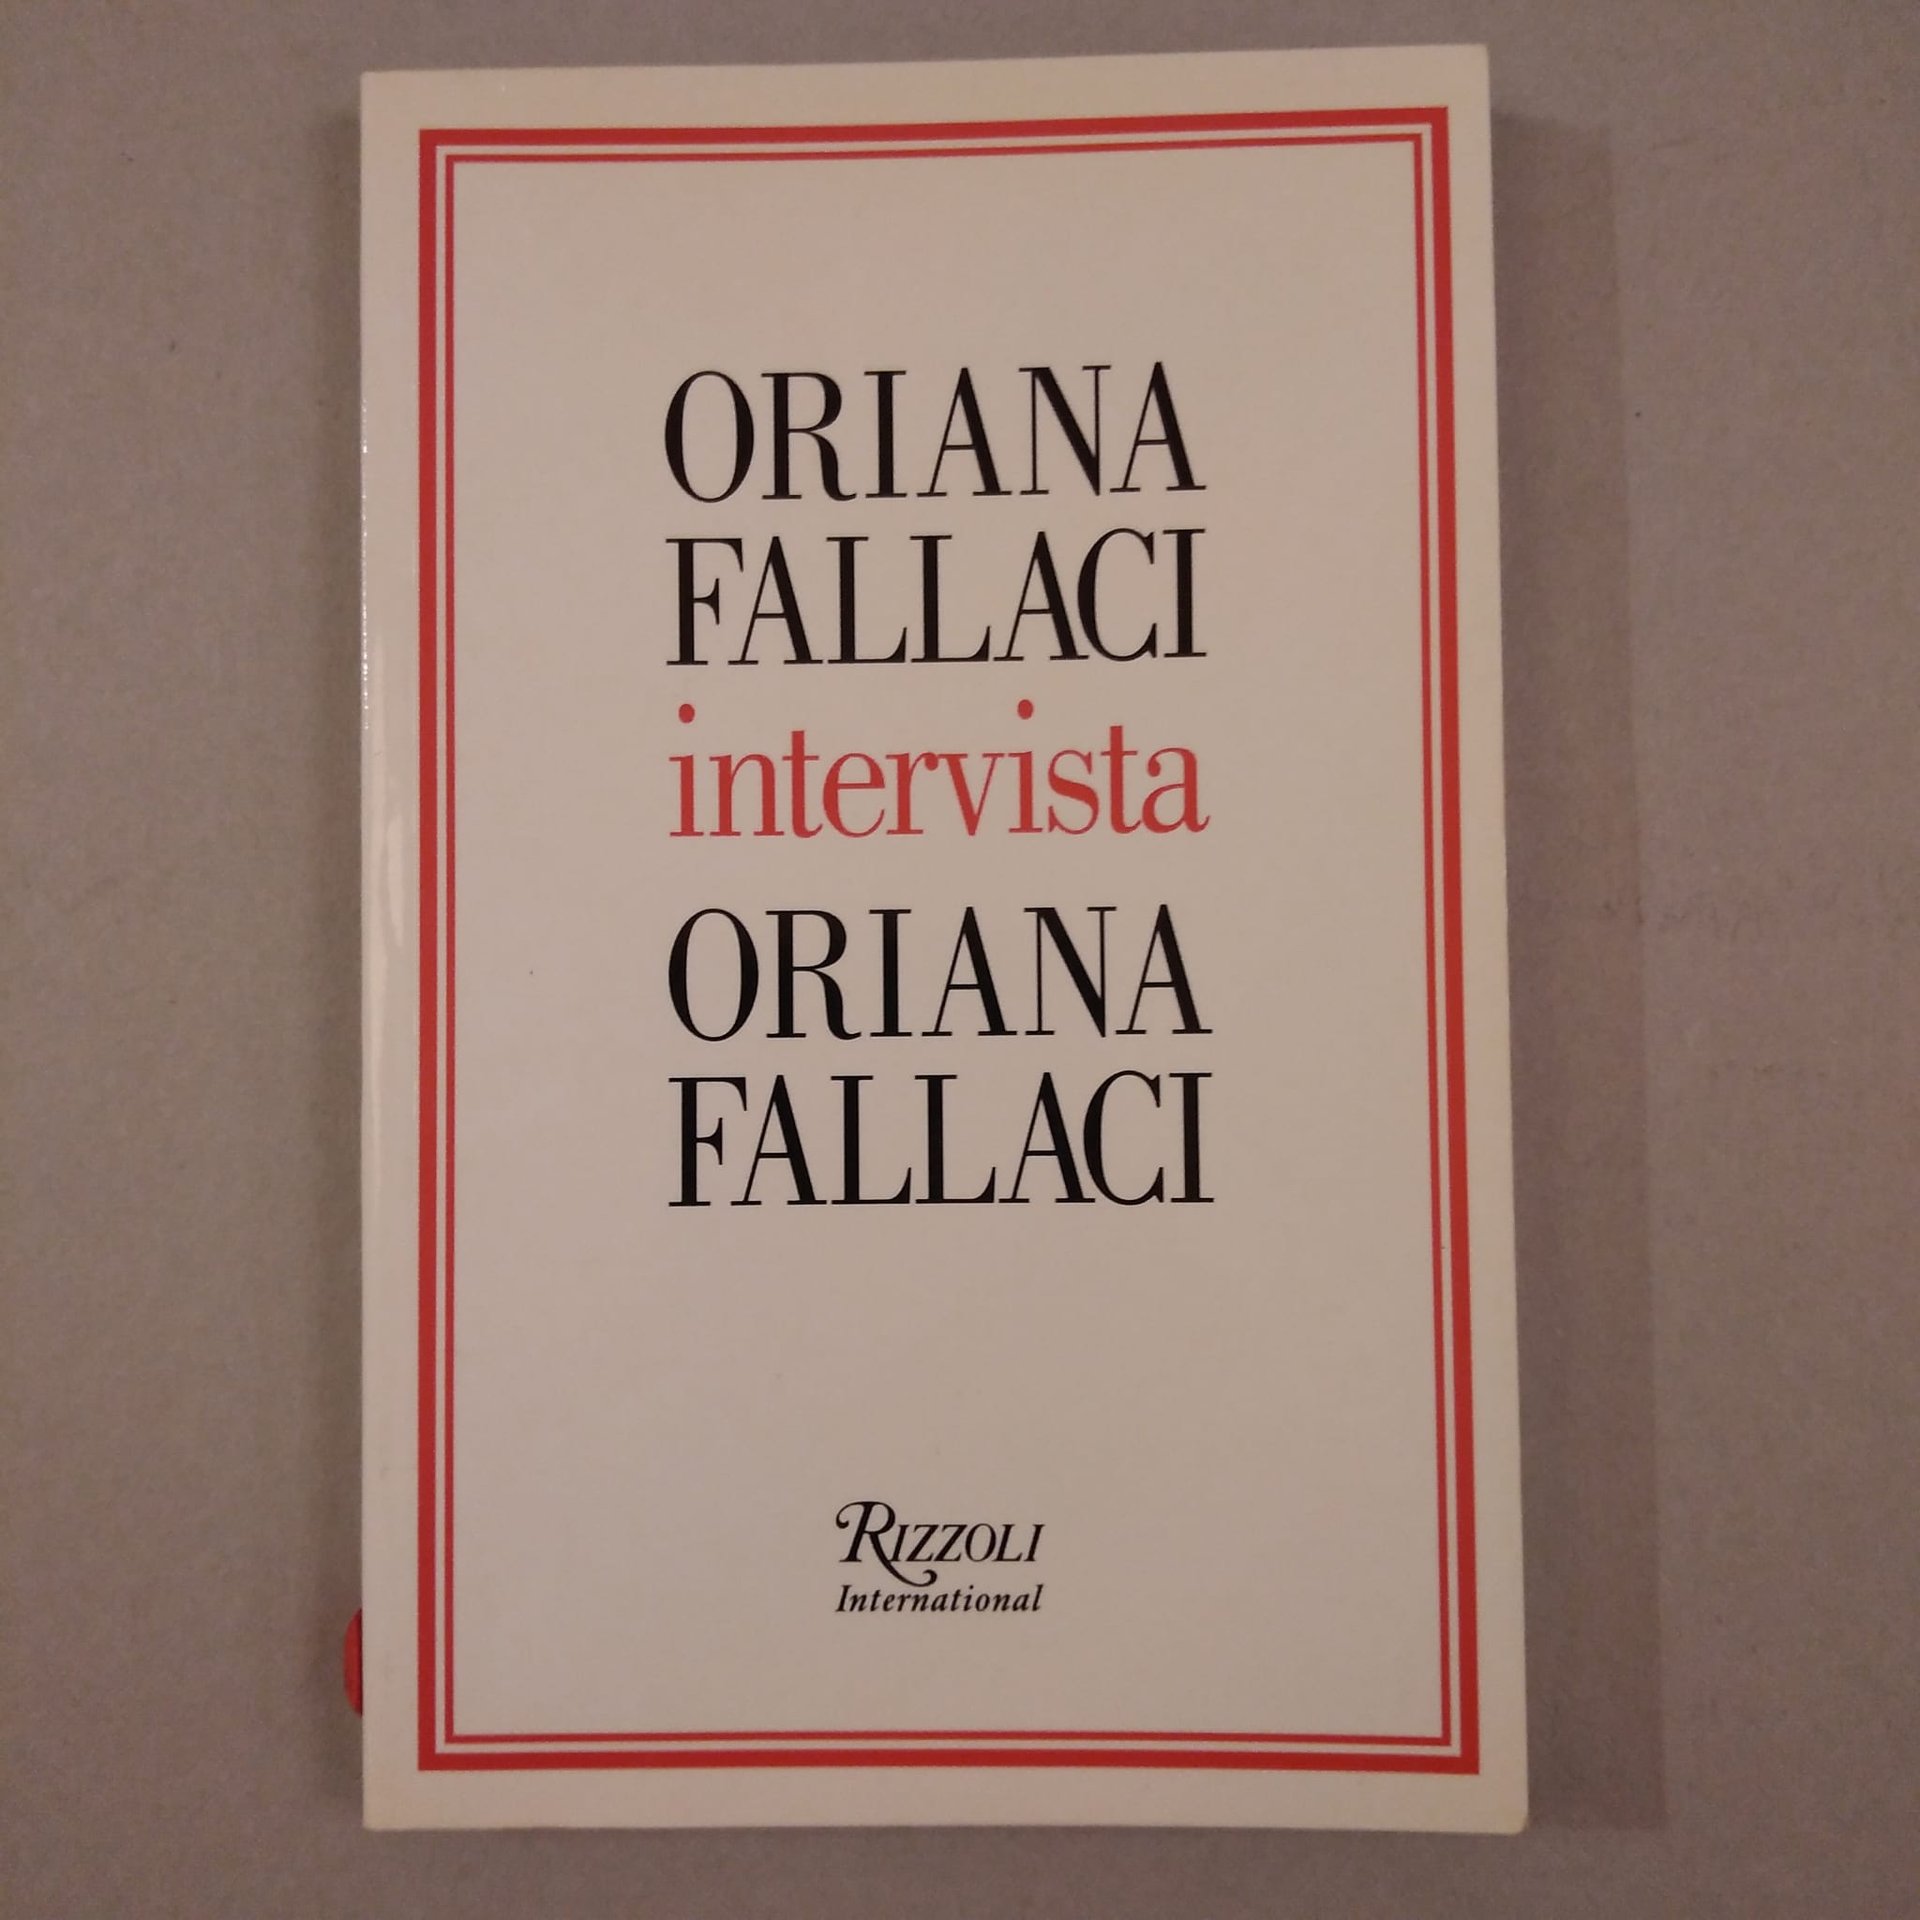 ORIANA
FALLACI
intervista
ORIANA
FALLACI
RIZZOLI
International